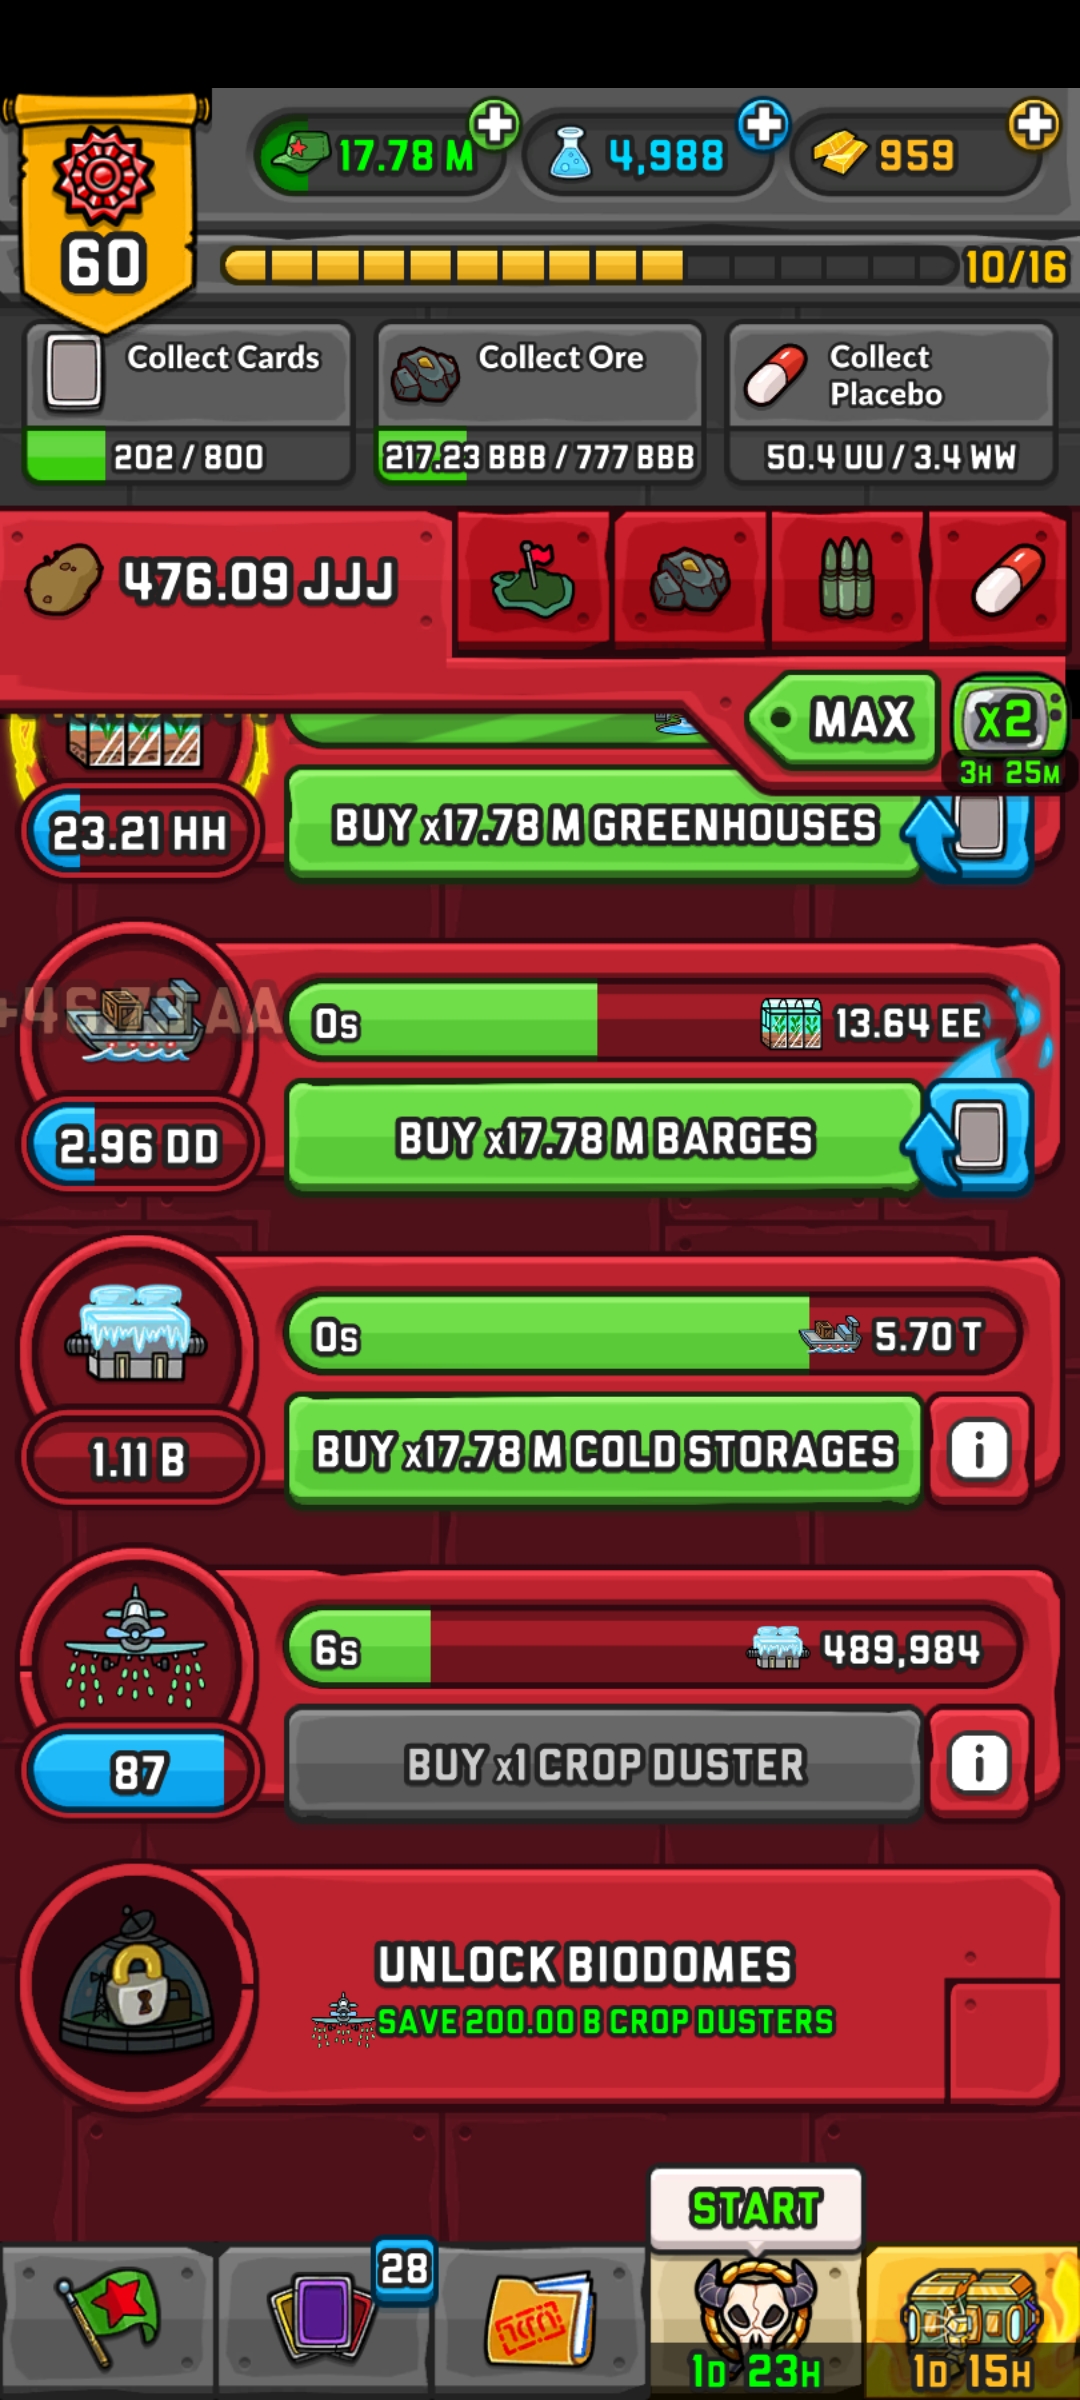 17.78 M
4,988
959
60
10/16
Collect Cards
202 / 800
Collect Ore
217.23 BBB / 777 BBB
Collect
Placebo
50.4 UU / 3.4 WW
476.09 JJJ
MAX
x2
3H 25M
23.21 HH
BUY x17.78 M GREENHOUSES
0s
13.64 EE
2.96 DD
BUY x17.78 M BARGES
0s
5.70 T
1.11 B
BUY x17.78 M COLD STORAGES
i
6s
489,984
87
BUY x1 CROP DUSTER
i
UNLOCK BIODOMES
SAVE 200.00 B CROP DUSTERS
START
28
1D 23H
1D 15H